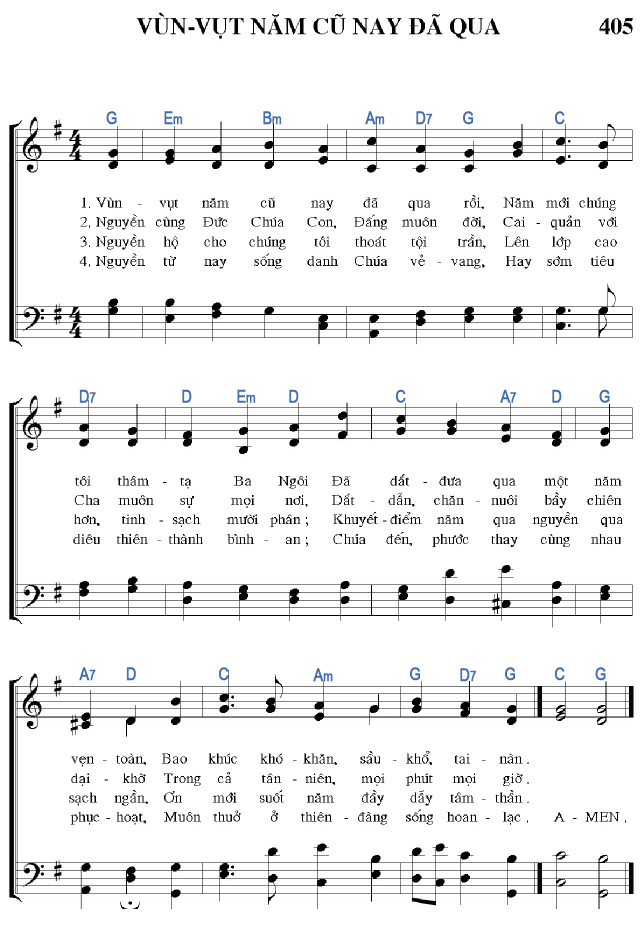 VÙN-VỤT NĂM CŨ NAY ĐÃ QUA 405
G Em Bm Am D7 G C
1. Vùn - vụt năm cũ nay đã qua rồi, Năm mới chúng
2. Nguyền cùng Đức Chúa Con, Đấng muôn đời, Cai - quản với
3. Nguyền hộ cho chúng tôi thoát tội trần, Lên lớp cao
4. Nguyền từ nay sống danh Chúa vẻ - vang, Hay sớm tiêu
D7 D Em D C A7 D G
tôi thâm - tạ Ba Ngôi Đã dắt - đưa qua một năm
Cha muôn sự mọi nơi, Dắt - dẫn, chăn - nuôi bầy chiên
hơn, tinh - sạch mười phân; Khuyết - điểm năm qua nguyền qua
diêu thiên - thành bình - an; Chúa đến, phước thay cùng nhau
A7 D C Am G D7 G C G
vẹn - toàn, Bao khúc khó - khăn, sầu - khổ, tai - nàn.
dại - khờ Trong cả tân - niên, mọi phút mọi giờ.
sạch ngần, Ơn mới suốt năm đầy dẫy tâm - thần.
phục - hoạt, Muôn thuở ở thiên - đàng sống hoan - lạc. A - MEN.